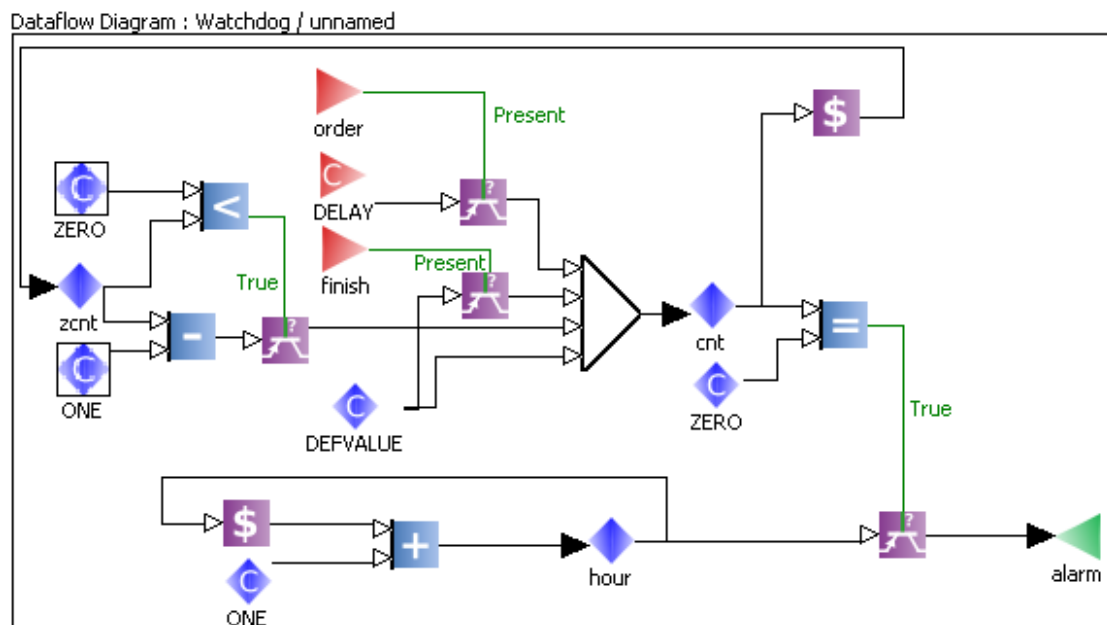 Dataflow Diagram : Watchdog / unnamed
order
Present
$
C
ZERO
<
C
DELAY
?
finish
Present
?
True
zcnt
-
?
C
ONE
C
DEFVALUE
cnt
=
C
ZERO
True
$
+
C
ONE
hour
?
alarm